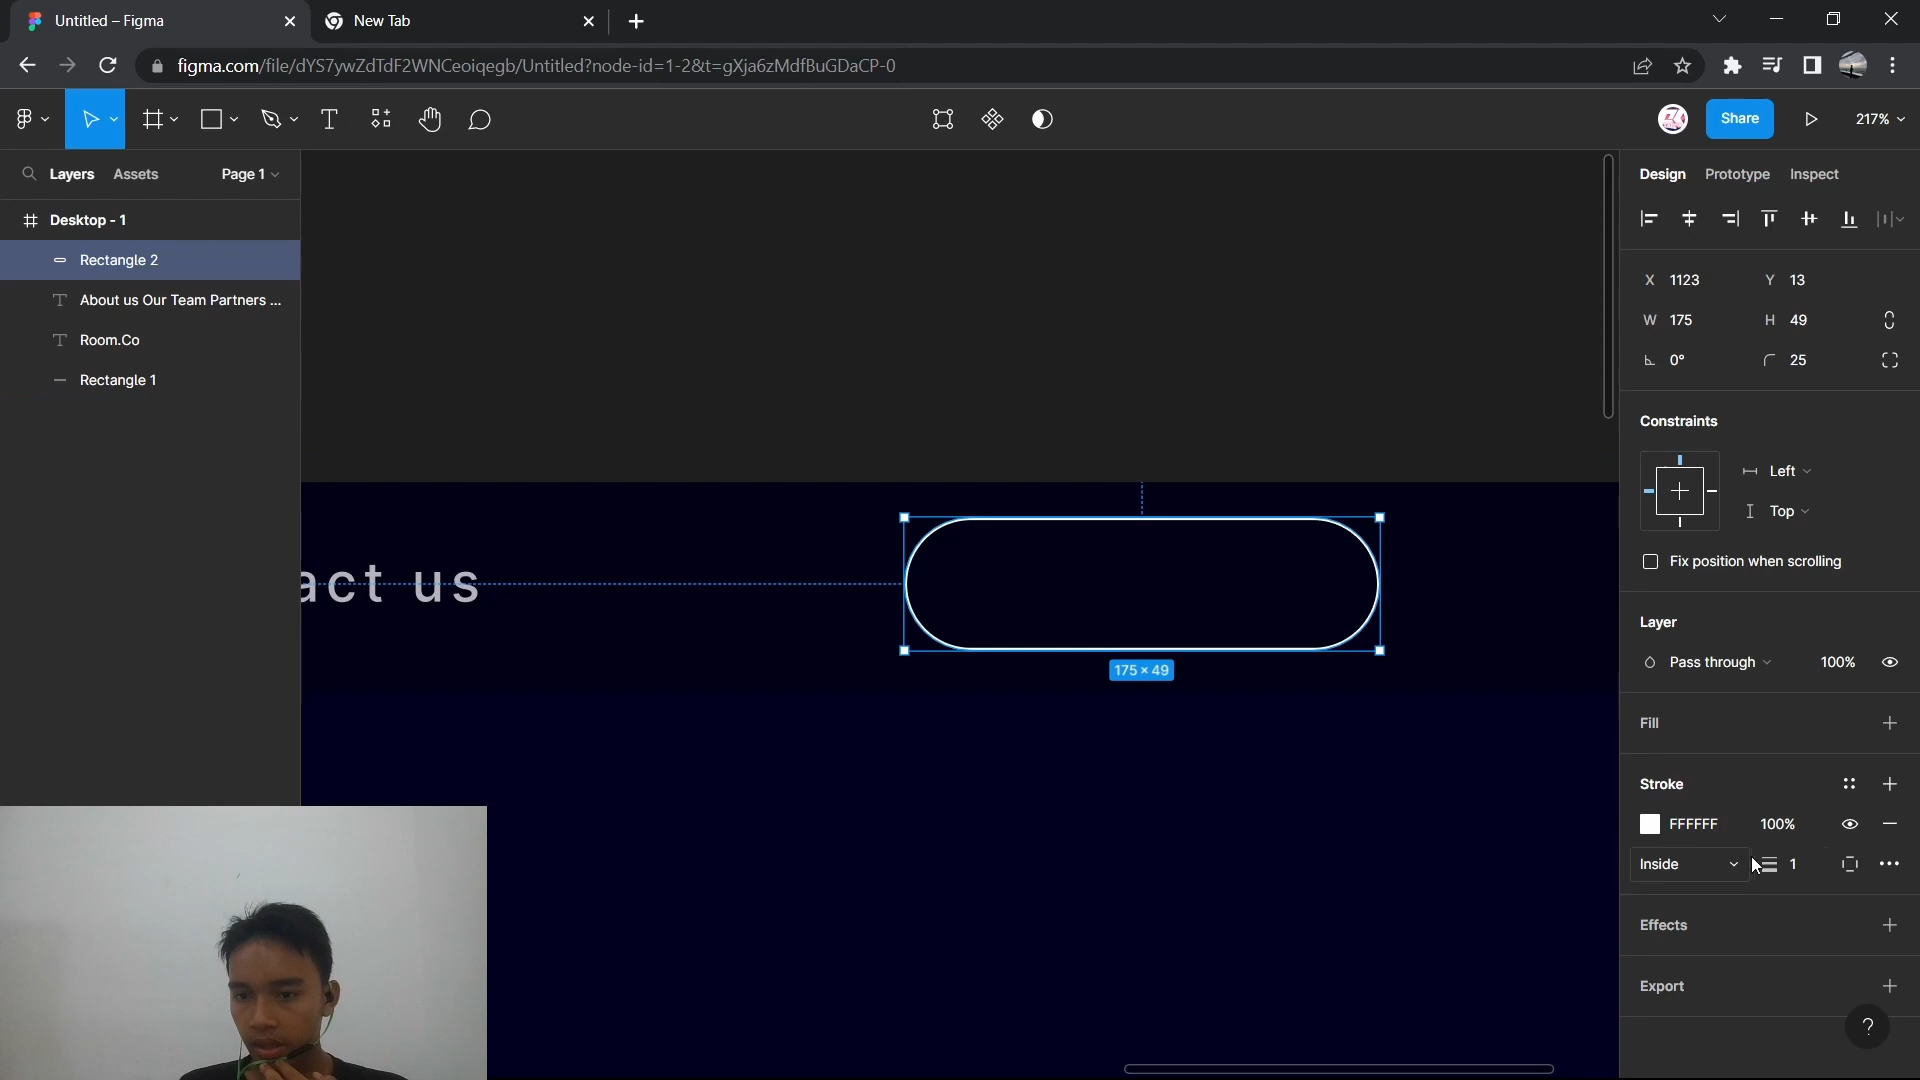 Untitled – Figma
New Tab
figma.com/file/dYS7ywZdTdF2WNCeoiqegb/Untitled?node-id=1-2&t=gXja6zMdfBuGDaCP-0
Share
217%
Layers
Assets
Page 1
Desktop - 1
Rectangle 2
About us Our Team Partners ...
Room.Co
Rectangle 1
act us
175 × 49
Design
Prototype
Inspect
X 1123
Y 13
W 175
H 49
0°
25
Constraints
Left
Top
Fix position when scrolling
Layer
Pass through
100%
Fill
Stroke
FFFFFF
100%
Inside
1
Effects
Export
?